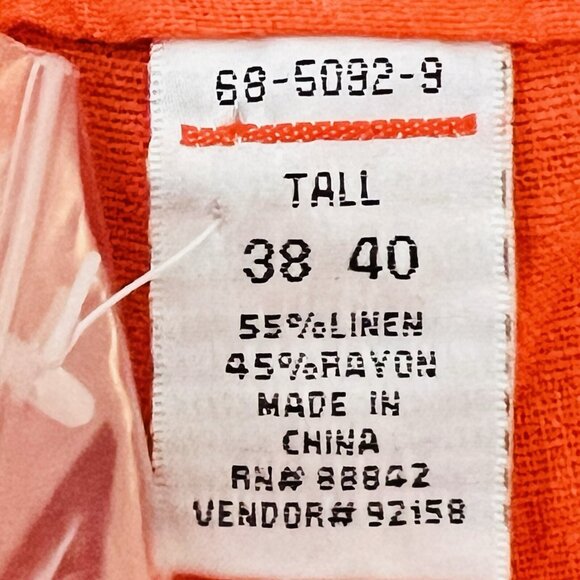 68-5092-9
TALL
38 40
55%LINEN
45%RAYON
MADE IN
CHINA
RN# 88842
VENDOR# 92158